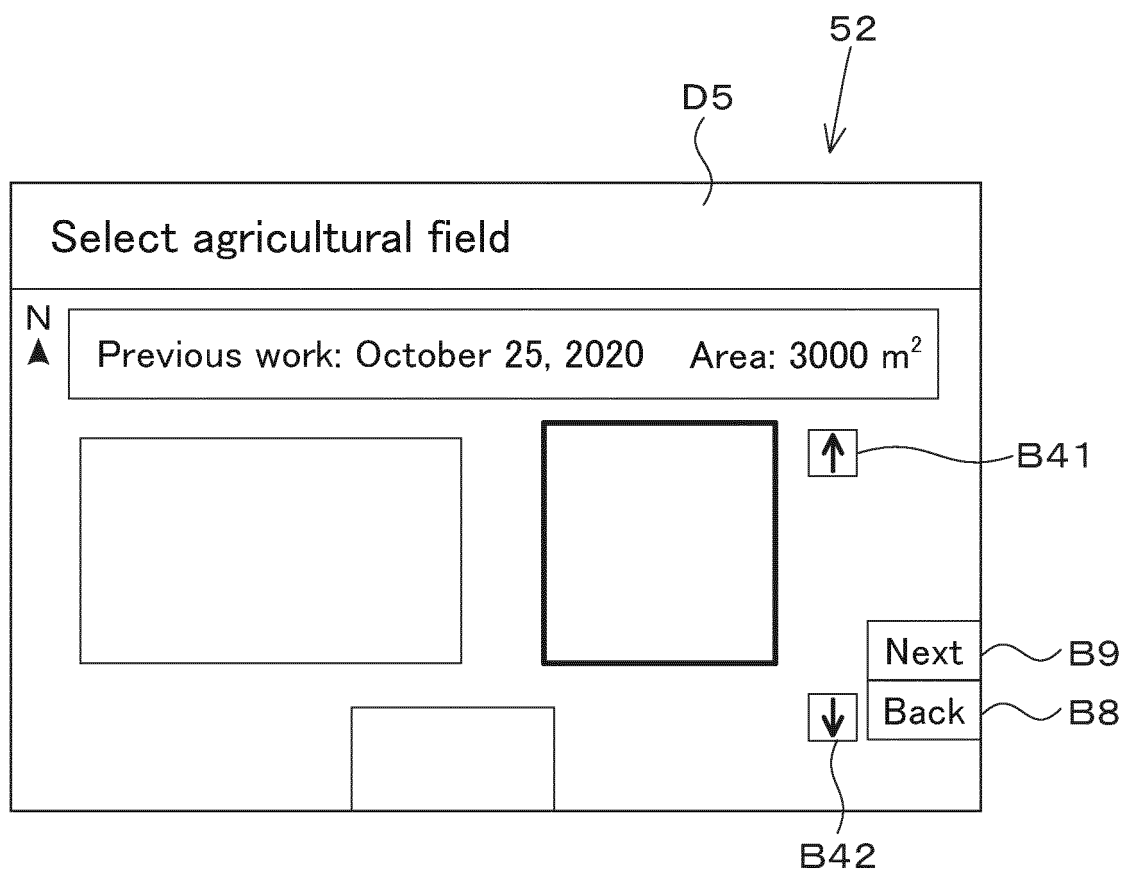 52
D5
Select agricultural field
N
Previous work: October 25, 2020 Area: 3000 m²
↑
B41
Next
B9
Back
B8
↓
B42